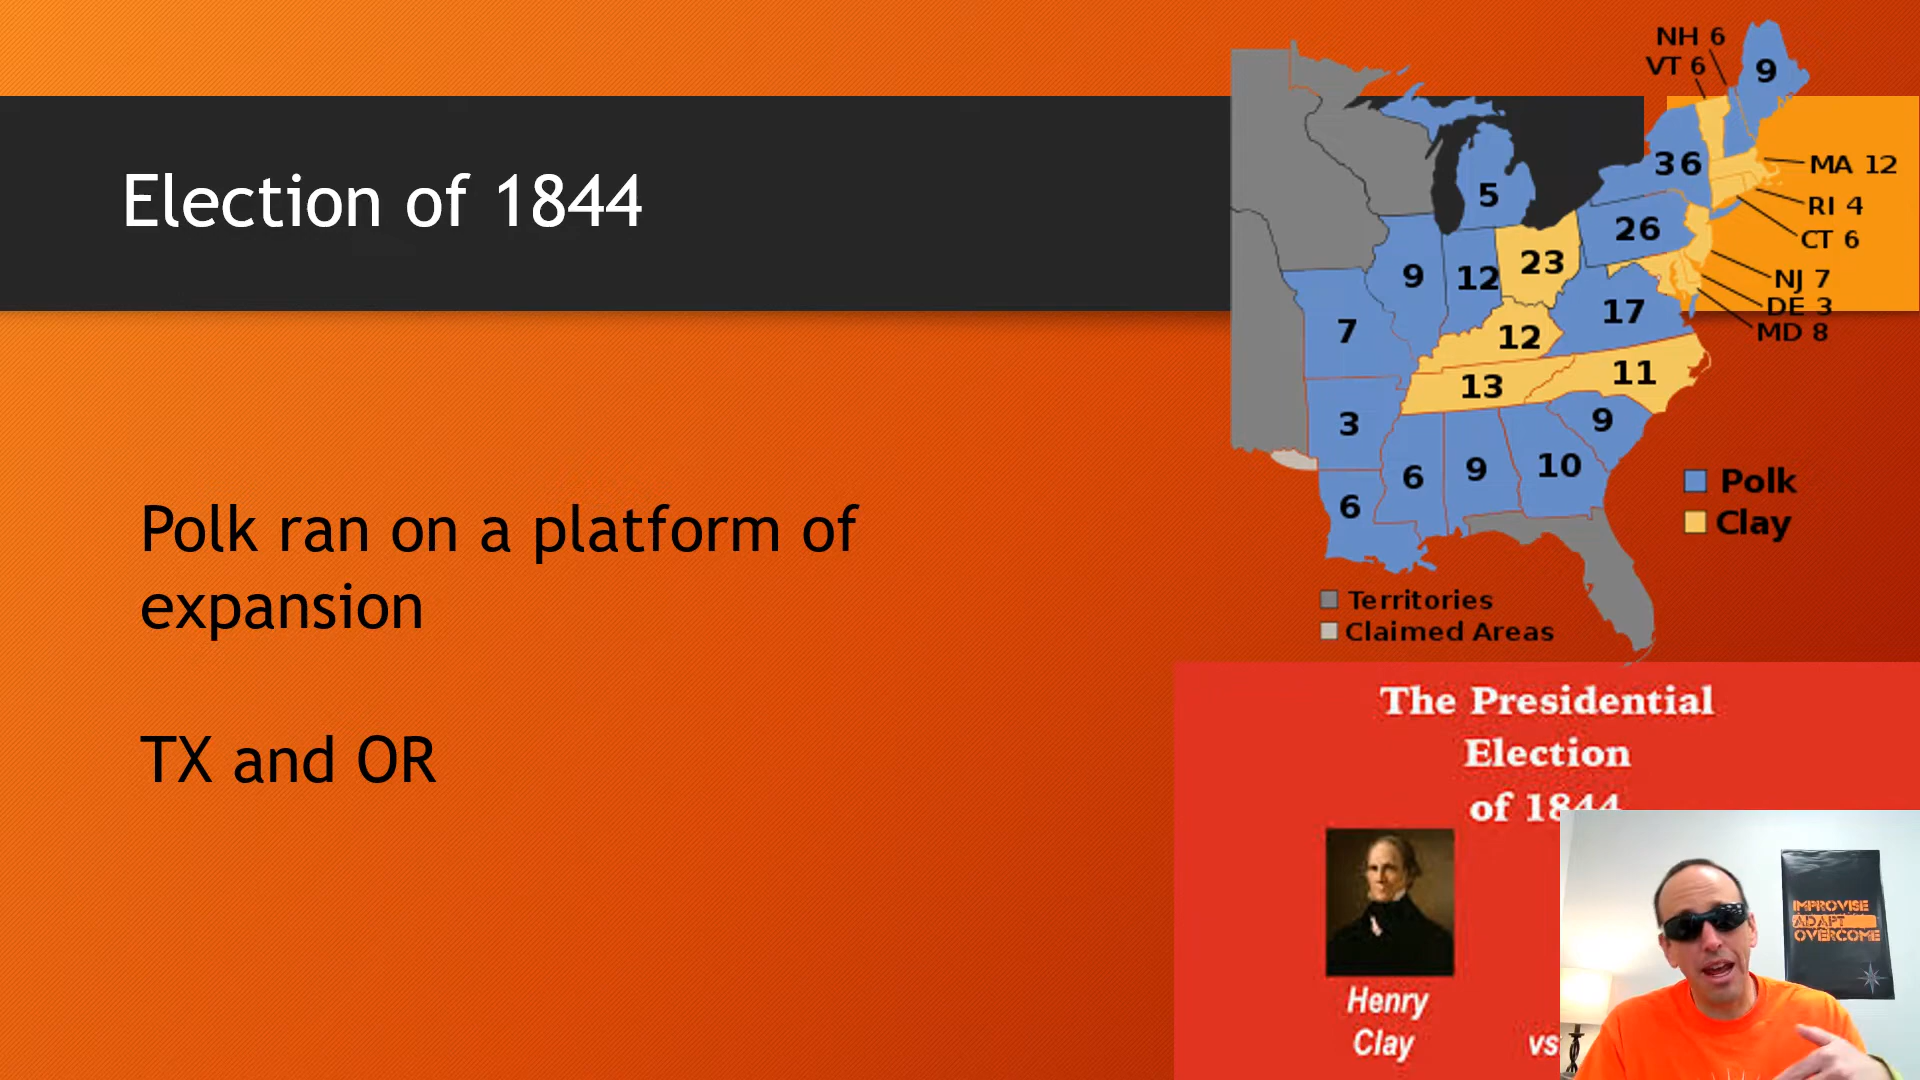 Election of 1844
Polk ran on a platform of
expansion
TX and OR
NH 6
VT 6
9
36
MA 12
5
RI 4
26
CT 6
23
9
12
NJ 7
DE 3
17
7
12
MD 8
13
11
3
9
6
9
10
6
Polk
Clay
Territories
Claimed Areas
The Presidential
Election
of 1844
Henry
Clay
vs
IMPROVISE
ADAPT
OVERCOME